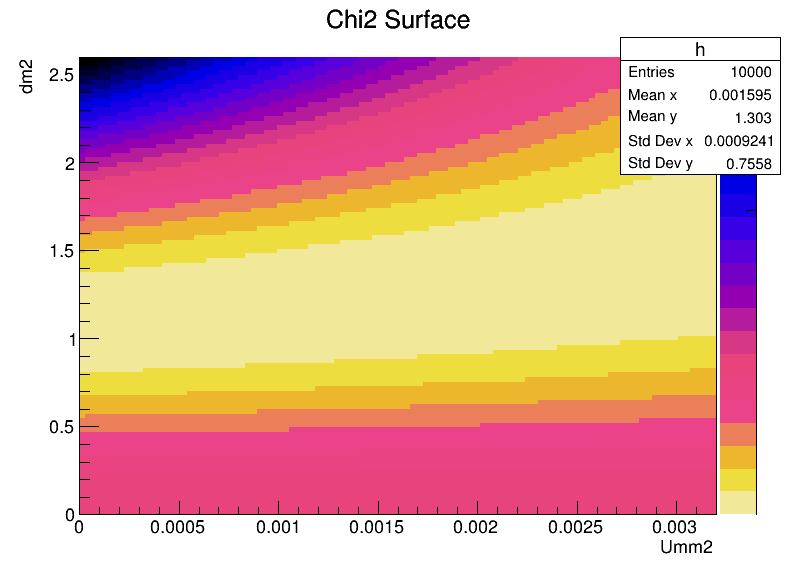 Chi2 Surface
h
Entries 10000
Mean x 0.001595
Mean y 1.303
Std Dev x 0.0009241
Std Dev y 0.7558
dm2
2.5
2
1.5
1
0.5
0
0 0.0005 0.001 0.0015 0.002 0.0025 0.003
Umm2